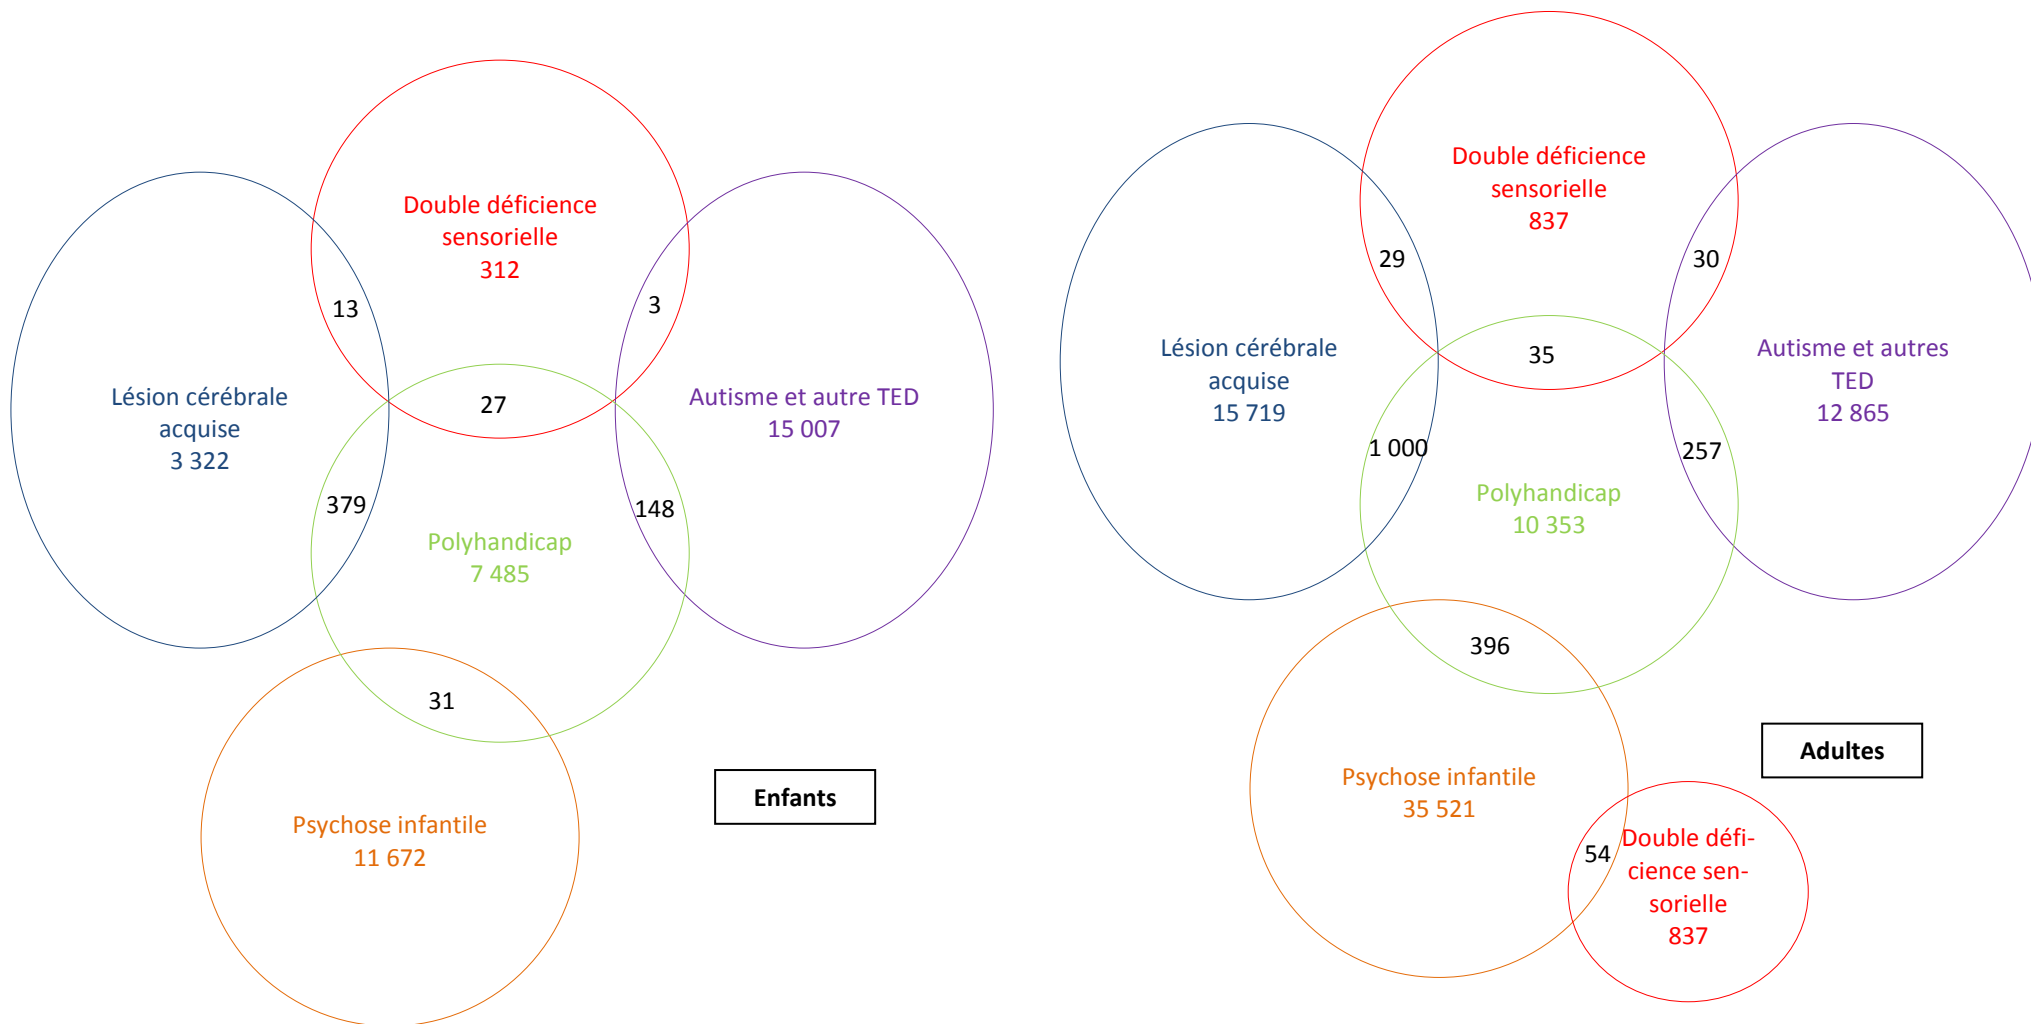 Double déficience
sensorielle
312
13
3
Lésion cérébrale
acquise
3 322
27
Autisme et autre TED
15 007
379
148
Polyhandicap
7 485
31
Psychose infantile
11 672
Enfants
Double déficience
sensorielle
837
29
30
Lésion cérébrale
acquise
15 719
35
Autisme et autres
TED
12 865
1 000
257
Polyhandicap
10 353
396
Psychose infantile
35 521
Adultes
54
Double défi-
cience sen-
sorielle
837